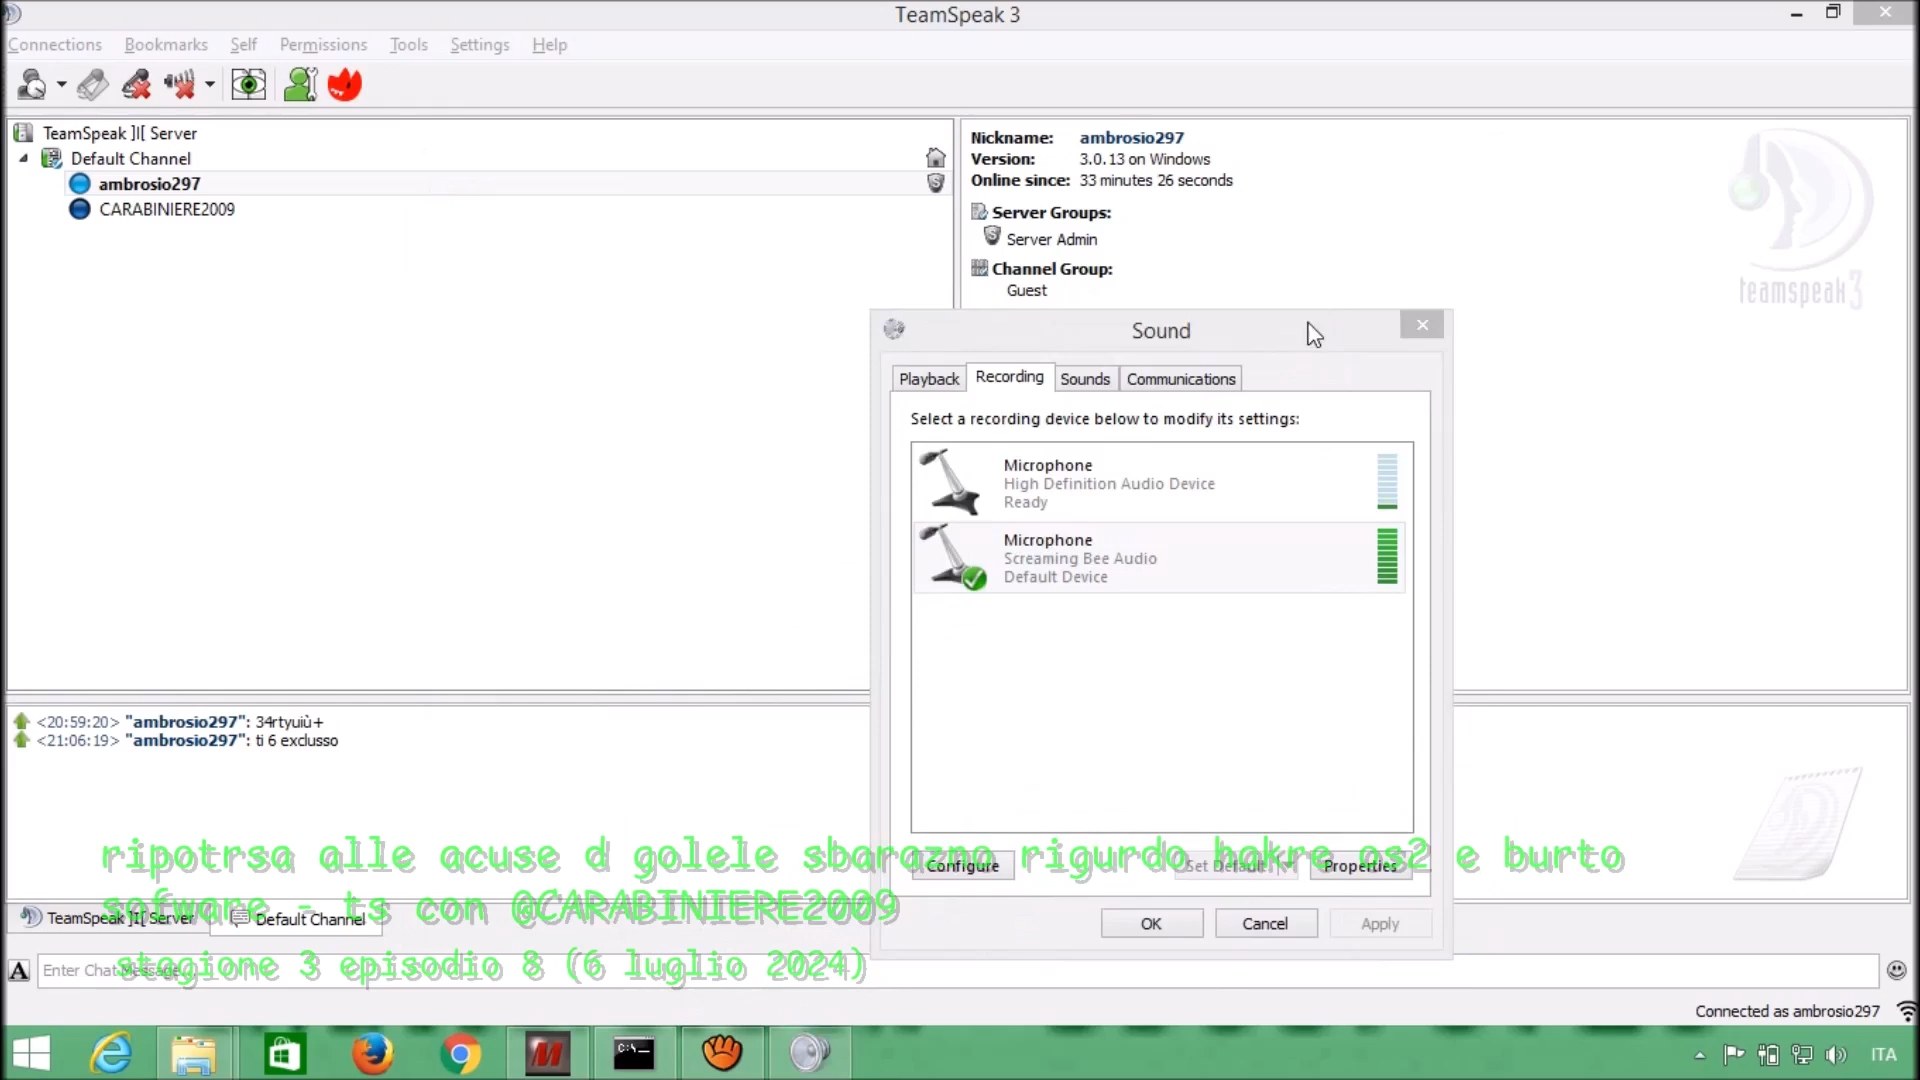 TeamSpeak 3
Connections Bookmarks Self Permissions Tools Settings Help
TeamSpeak ]I[ Server
Default Channel
ambrosio297
CARABINIERE2009
Nickname: ambrosio297
Version: 3.0.13 on Windows
Online since: 33 minutes 26 seconds
Server Groups:
Server Admin
Channel Group:
Guest
teamspeak 3
Sound
Playback Recording Sounds Communications
Select a recording device below to modify its settings:
Microphone
High Definition Audio Device
Ready
Microphone
Screaming Bee Audio
Default Device
Configure Set Default Properties
OK Cancel Apply
<20:59:20> "ambrosio297": 34rtyuiù+
<21:06:19> "ambrosio297": ti 6 exclusso
ripotrsa alle acuse d golele sbarazno rigurdo hakre os2 e burto
sofware - ts con @CARABINIERE2009
stagione 3 episodio 8 (6 luglio 2024)
TeamSpeak ]I[ Server Default Channel
Enter Chat Message...
Connected as ambrosio297
ITA